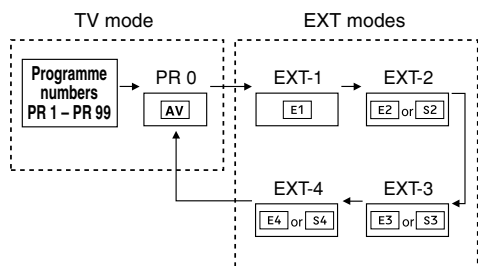 TV mode
EXT modes
Programme
numbers
PR 1 – PR 99
PR 0
AV
EXT-1
E1
EXT-2
E2 or S2
EXT-4
E4 or S4
EXT-3
E3 or S3